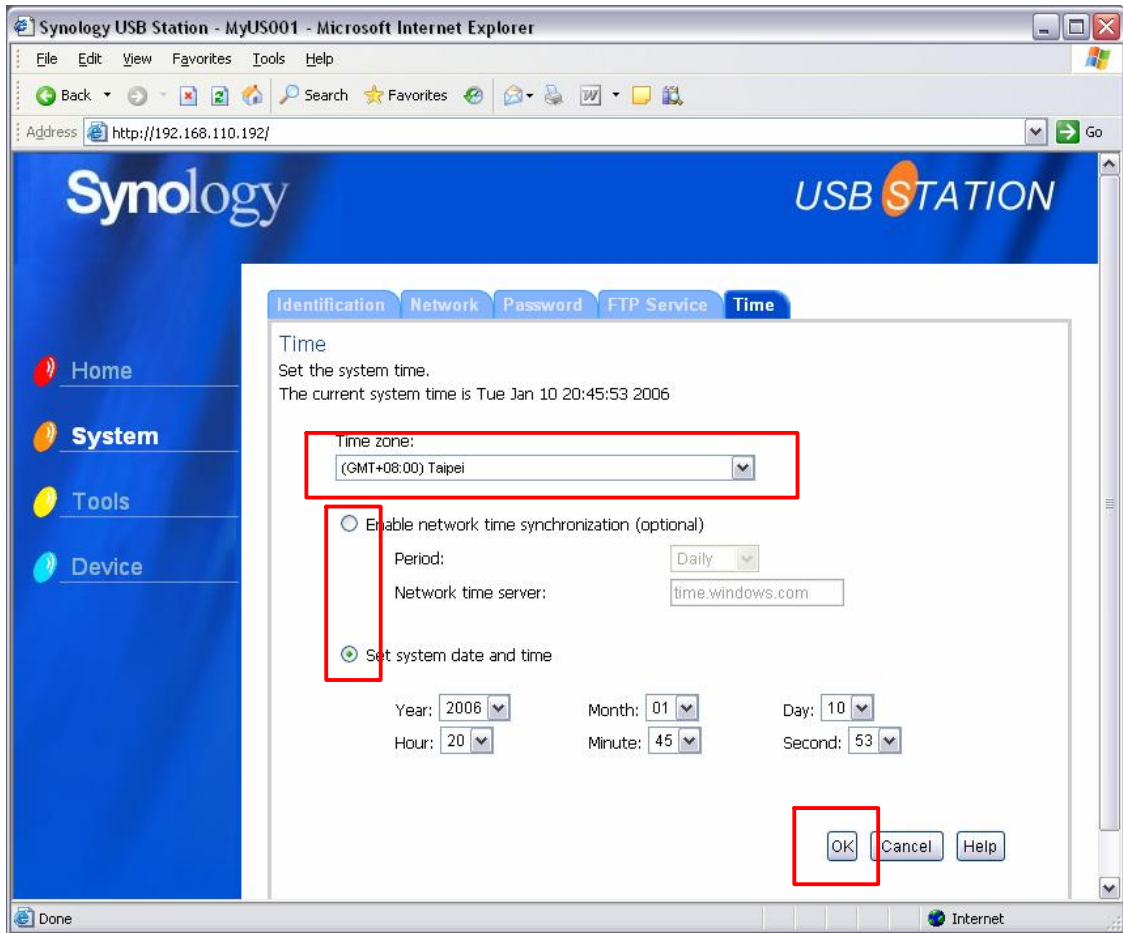 Synology USB Station - MyUS001 - Microsoft Internet Explorer
File Edit View Favorites Tools Help
Back Search Favorites
Address http://192.168.110.192/ Go
Synology USB STATION
Identification Network Password FTP Service Time
Time
Set the system time.
The current system time is Tue Jan 10 20:45:53 2006
Home
System
Tools
Device
Time zone:
(GMT+08:00) Taipei
Enable network time synchronization (optional)
Period: Daily
Network time server: time.windows.com
Set system date and time
Year: 2006 Month: 01 Day: 10
Hour: 20 Minute: 45 Second: 53
OK Cancel Help
Done Internet